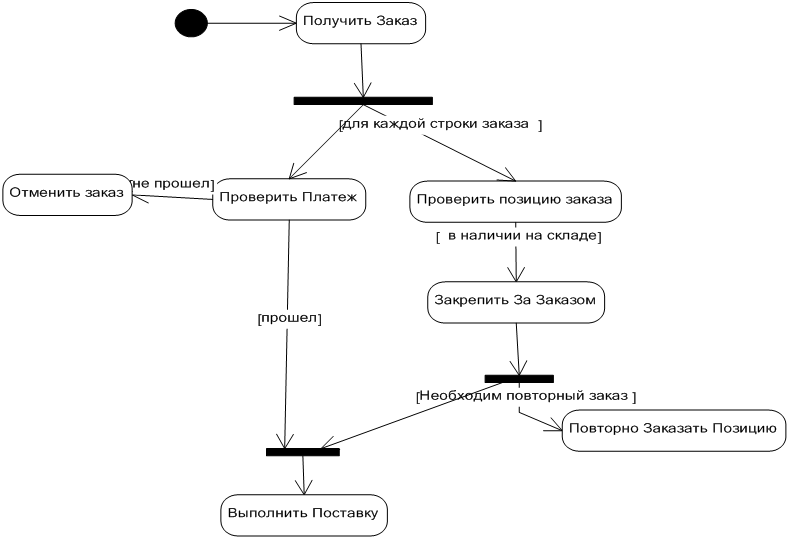 Получить Заказ
[для каждой строки заказа ]
Отменить заказ
[не прошел]
Проверить Платеж
Проверить позицию заказа
[ в наличии на складе]
Закрепить За Заказом
[прошел]
[Необходим повторный заказ ]
Повторно Заказать Позицию
Выполнить Поставку